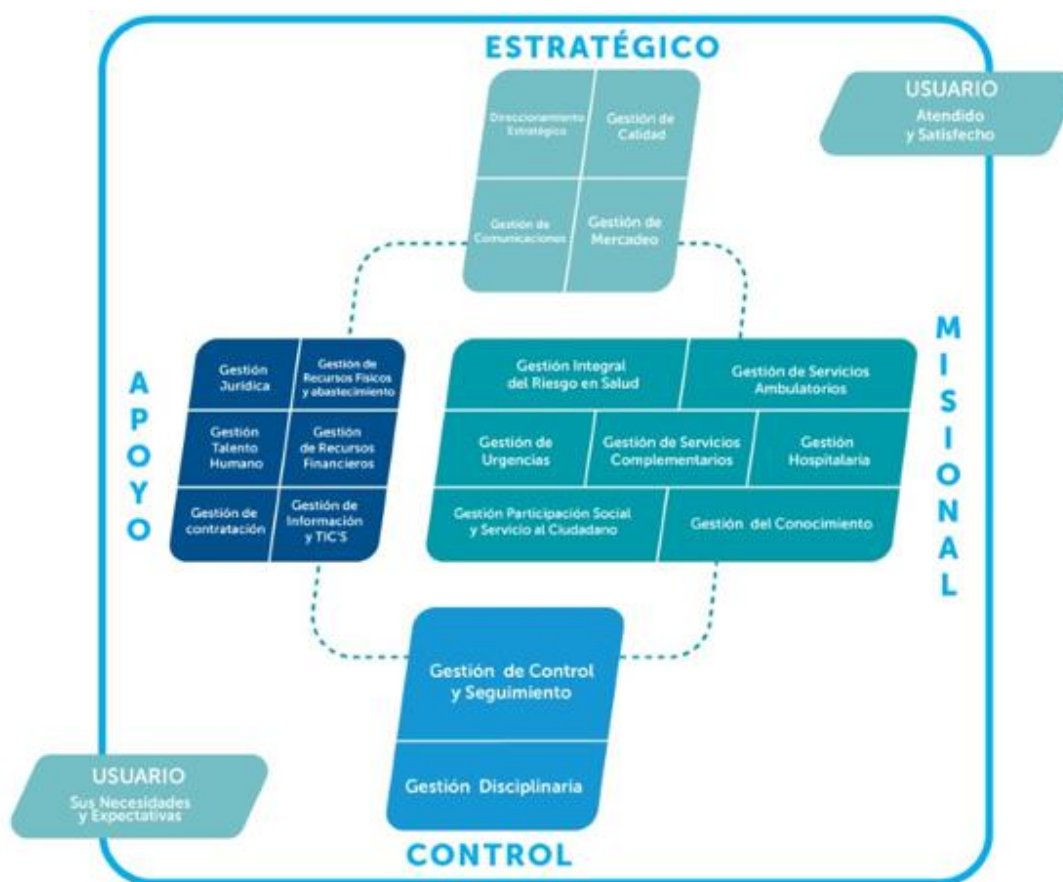 ESTRATÉGICO
Direccionamiento
Estratégico
Gestión de
Calidad
Gestión de
Comunicaciones
Gestión de
Mercadeo
USUARIO
Atendido
y Satisfecho
APOYO
Gestión
Jurídica
Gestión de
Recursos Físicos
y abastecimiento
Gestión
Talento
Humano
Gestión
de Recursos
Financieros
Gestión de
contratación
Gestión de
Información
y TIC'S
MISIONAL
Gestión Integral
del Riesgo en Salud
Gestión de Servicios
Ambulatorios
Gestión de
Urgencias
Gestión de Servicios
Complementarios
Gestión
Hospitalaria
Gestión Participación Social
y Servicio al Ciudadano
Gestión del Conocimiento
Gestión de Control
y Seguimiento
Gestión Disciplinaria
CONTROL
USUARIO
Sus Necesidades
y Expectativas